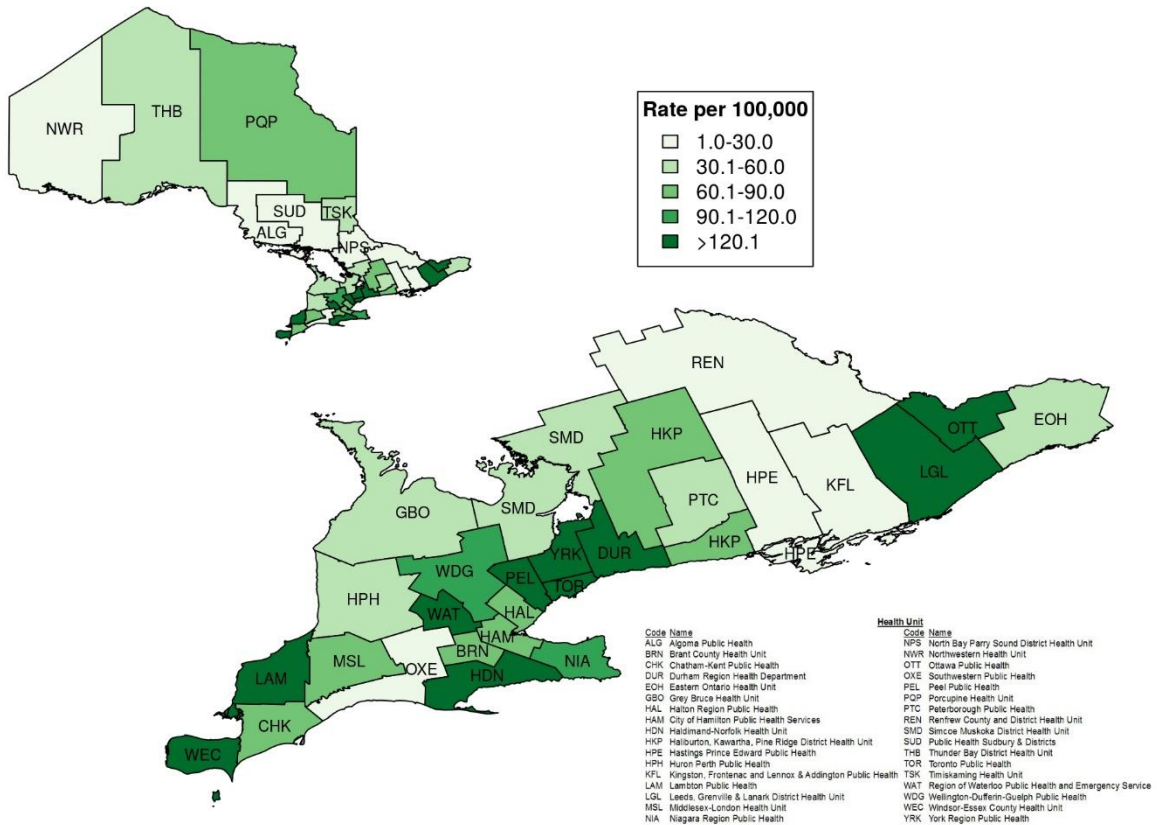 NWR
THB
PQP
SUD
TSK
ALG
NPS
Rate per 100,000
1.0-30.0
30.1-60.0
60.1-90.0
90.1-120.0
>120.1
REN
SMD
HKP
OTT
EOH
HPE
KFL
LGL
PTC
GBO
SMD
HKP
HPE
YRK
DUR
WDG
PEL
TOR
HPH
WAT
HAL
HAM
MSL
OXE
BRN
NIA
LAM
HDN
CHK
WEC
Health Unit
Code Name
ALG Algoma Public Health
BRN Brant County Health Unit
CHK Chatham-Kent Public Health
DUR Durham Region Health Department
EOH Eastern Ontario Health Unit
GBO Grey Bruce Health Unit
HAL Halton Region Public Health
HAM City of Hamilton Public Health Services
HDN Haldimand-Norfolk Health Unit
HKP Haliburton, Kawartha, Pine Ridge District Health Unit
HPE Hastings Prince Edward Public Health
HPH Huron Perth Public Health
KFL Kingston, Frontenac and Lennox & Addington Public Health
LAM Lambton Public Health
LGL Leeds, Grenville & Lanark District Health Unit
MSL Middlesex-London Health Unit
NIA Niagara Region Public Health
Code Name
NPS North Bay Parry Sound District Health Unit
NWR Northwestern Health Unit
OTT Ottawa Public Health
OXE Southwestern Public Health
PEL Peel Public Health
PQP Porcupine Health Unit
PTC Peterborough Public Health
REN Renfrew County and District Health Unit
SMD Simcoe Muskoka District Health Unit
SUD Public Health Sudbury & Districts
THB Thunder Bay District Health Unit
TOR Toronto Public Health
TSK Timiskaming Health Unit
WAT Region of Waterloo Public Health and Emergency Service
WDG Wellington-Dufferin-Guelph Public Health
WEC Windsor-Essex County Health Unit
YRK York Region Public Health